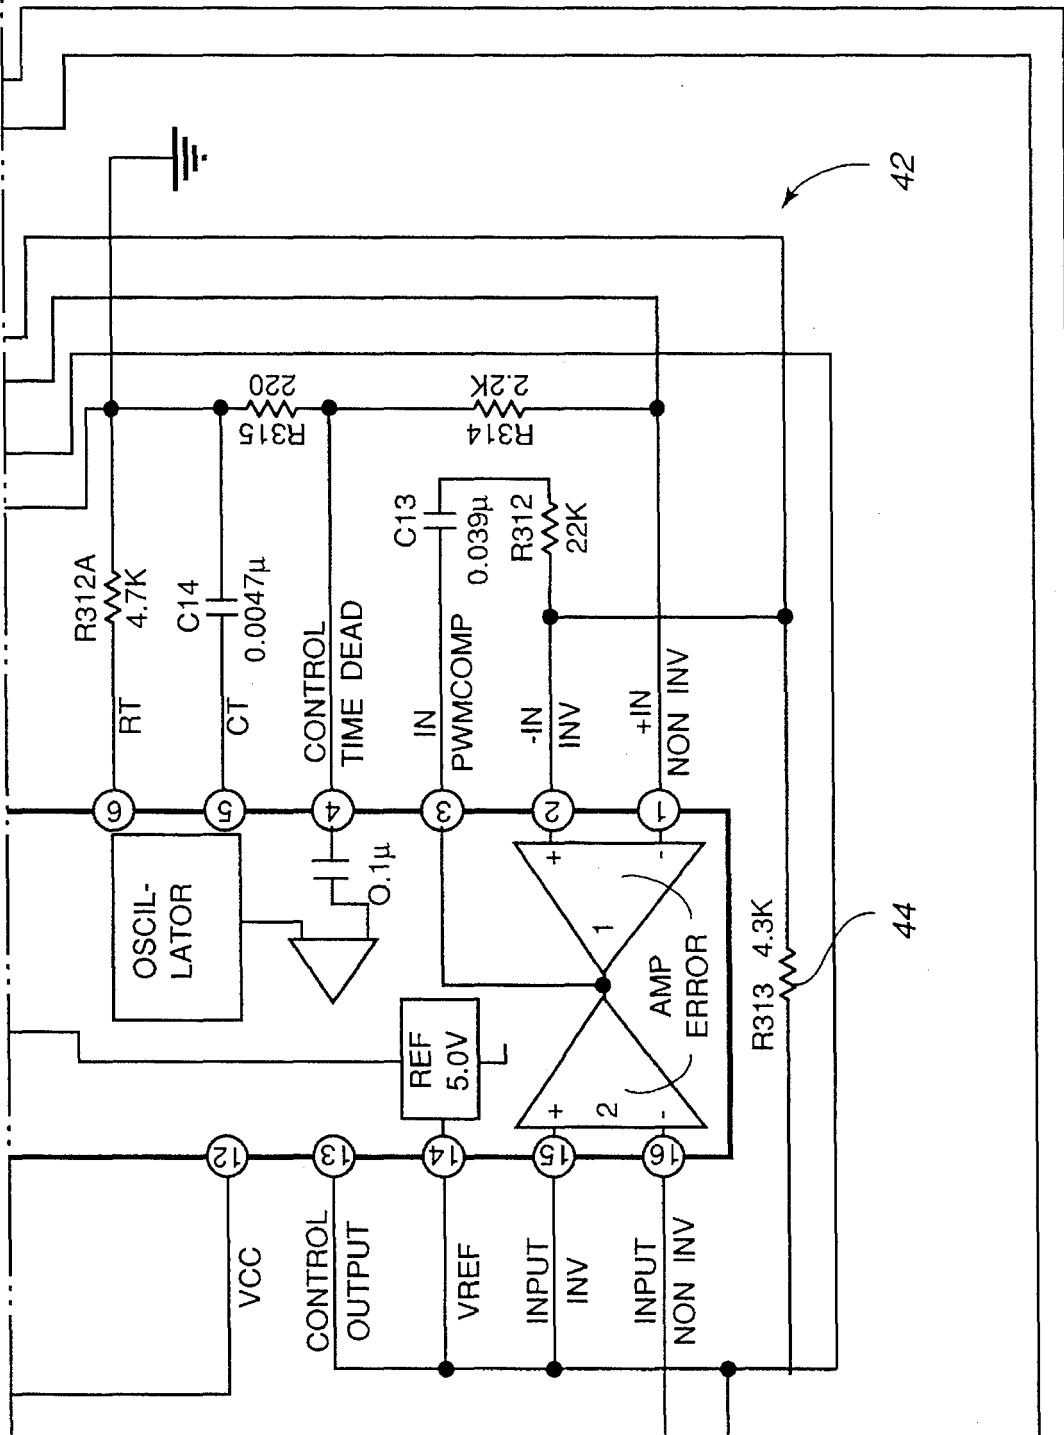 42
220
R315
2.2K
R314
R312A
4.7K
C14
0.0047µ
C13
0.039µ
R312
22K
RT
CT
CONTROL
TIME DEAD
IN
PWMCOMP
-IN
INV
+IN
NON INV
6
5
4
3
2
1
OSCIL-
LATOR
0.1µ
+
-
1
AMP
ERROR
REF
5.0V
+
2
-
R313 4.3K
44
12
13
14
15
16
VCC
CONTROL
OUTPUT
VREF
INPUT
INV
INPUT
NON INV